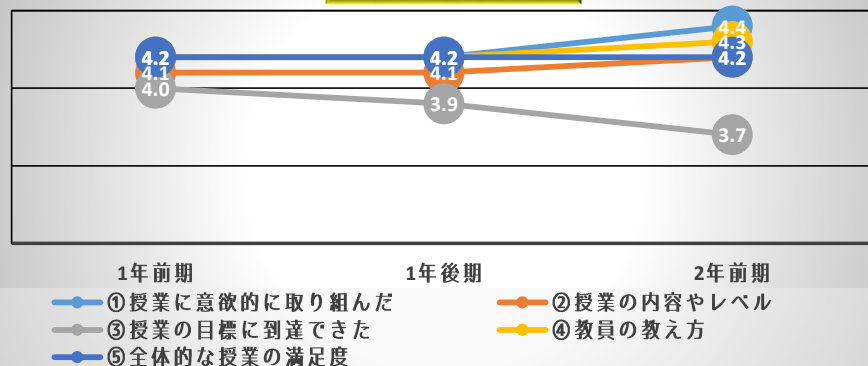 4.4
4.2 4.2 4.3
4.1 4.1 4.2
4.0 3.9
3.7
1年前期 1年後期 2年前期
①授業に意欲的に取り組んだ ②授業の内容やレベル
③授業の目標に到達できた ④教員の教え方
⑤全体的な授業の満足度